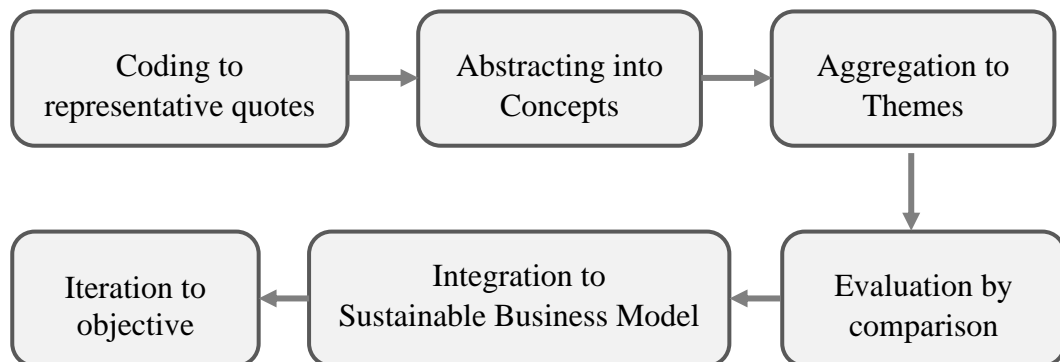 Coding to
representative quotes
Abstracting into
Concepts
Aggregation to
Themes
Evaluation by
comparison
Integration to
Sustainable Business Model
Iteration to
objective